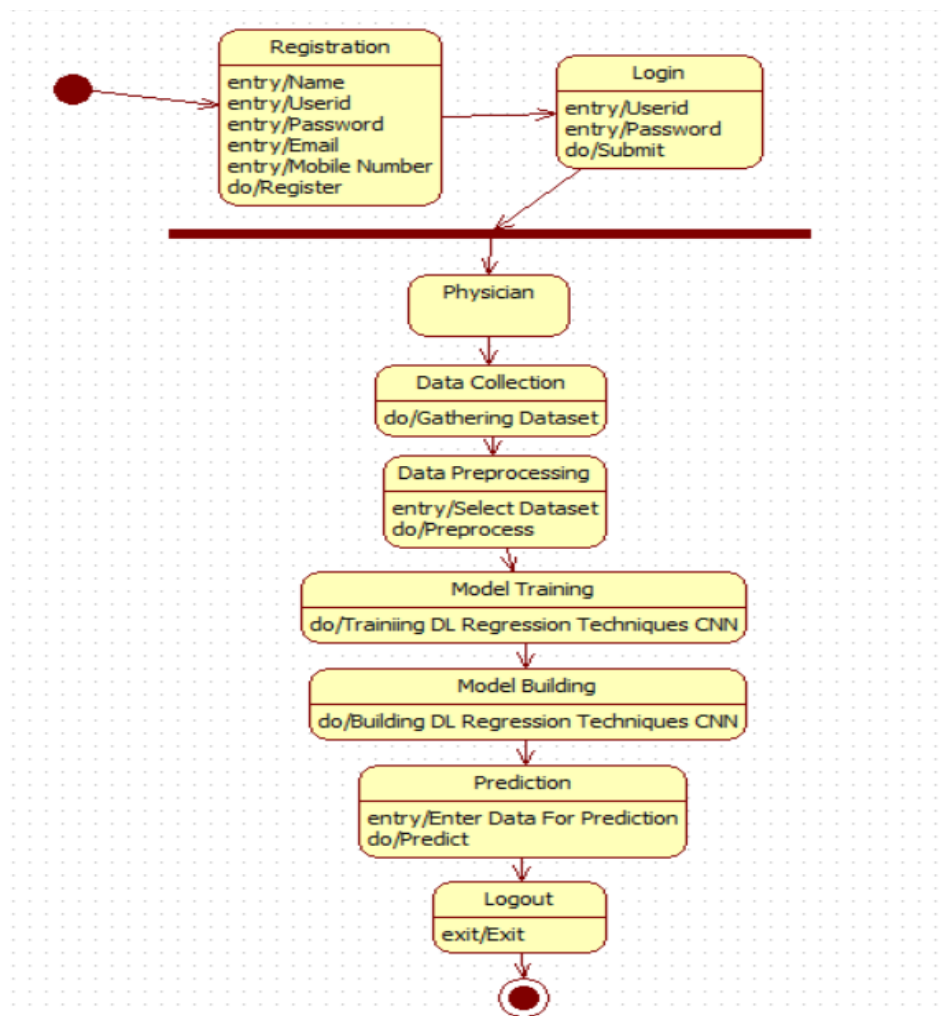 Registration
entry/Name
entry/Userid
entry/Password
entry/Email
entry/Mobile Number
do/Register
Login
entry/Userid
entry/Password
do/Submit
Physician
Data Collection
do/Gathering Dataset
Data Preprocessing
entry/Select Dataset
do/Preprocess
Model Training
do/Trainiing DL Regression Techniques CNN
Model Building
do/Building DL Regression Techniques CNN
Prediction
entry/Enter Data For Prediction
do/Predict
Logout
exit/Exit